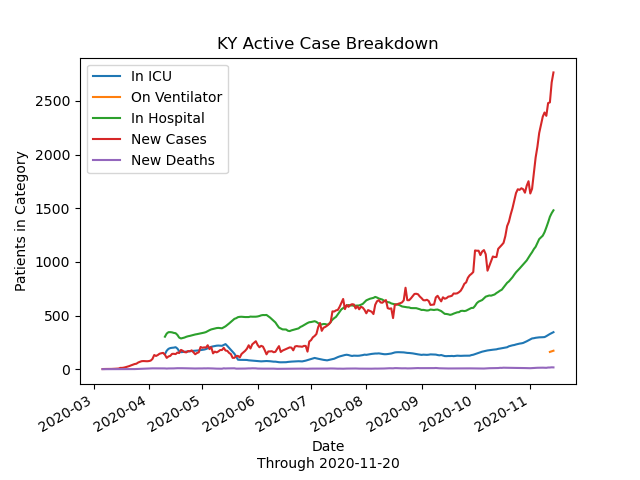 KY Active Case Breakdown
In ICU
On Ventilator
In Hospital
New Cases
New Deaths
Patients in Category
2500
2000
1500
1000
500
0
2020-03
2020-04
2020-05
2020-06
2020-07
2020-08
2020-09
2020-10
2020-11
Date
Through 2020-11-20